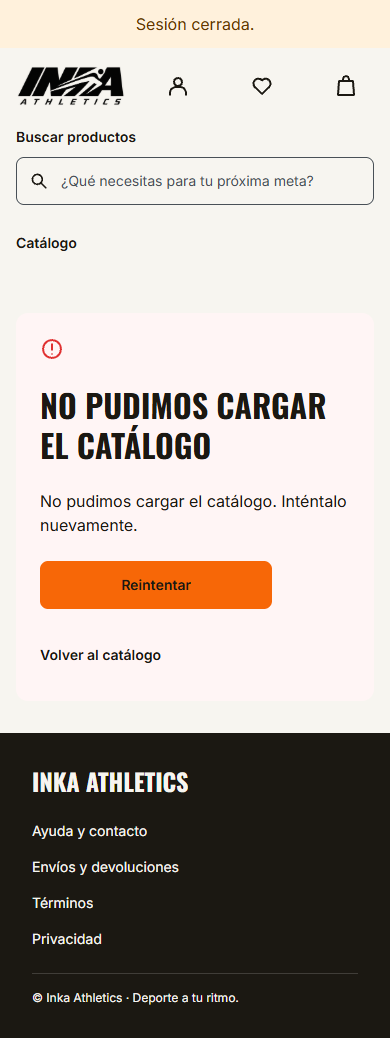 Sesión cerrada.
INKA
ATHLETICS
Buscar productos
¿Qué necesitas para tu próxima meta?
Catálogo
NO PUDIMOS CARGAR
EL CATÁLOGO
No pudimos cargar el catálogo. Inténtalo
nuevamente.
Reintentar
Volver al catálogo
INKA ATHLETICS
Ayuda y contacto
Envíos y devoluciones
Términos
Privacidad
© Inka Athletics · Deporte a tu ritmo.